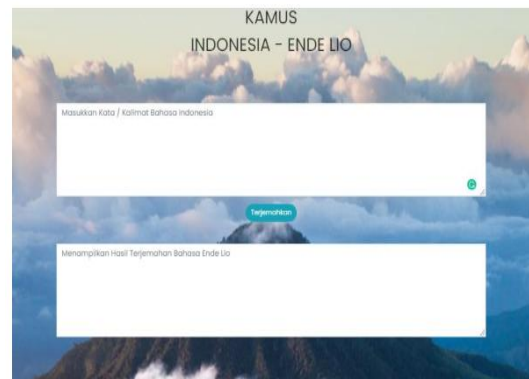 KAMUS
INDONESIA - ENDE LIO
Masukkan Kata / Kalimat Bahasa Indonesia
Terjemahkan
Menampilkan Hasil Terjemahan Bahasa Ende Lio